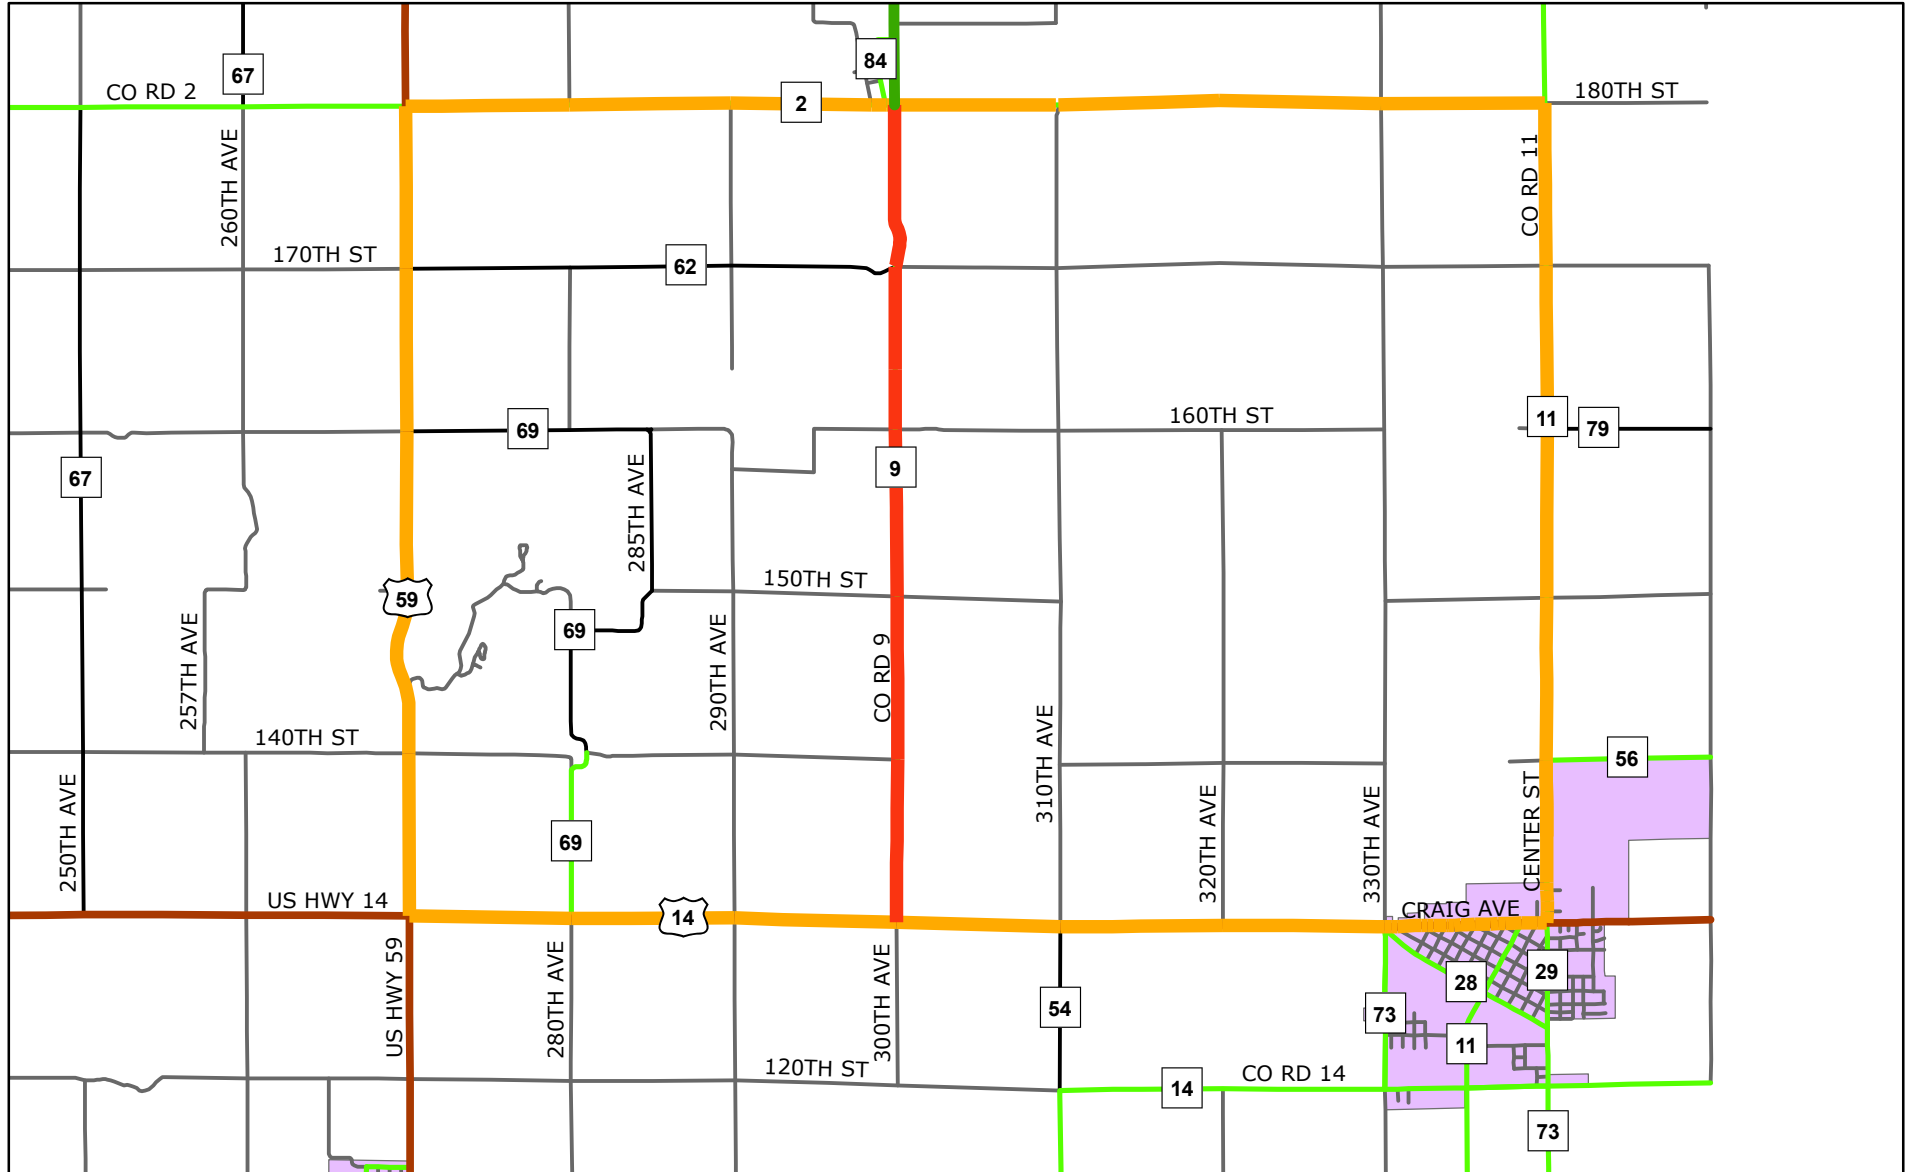 84
67
CO RD 2
2
180TH ST
260TH AVE
CO RD 11
170TH ST
62
160TH ST
11
79
69
67
9
285TH AVE
150TH ST
59
69
257TH AVE
290TH AVE
CO RD 9
140TH ST
310TH AVE
56
250TH AVE
69
320TH AVE
330TH AVE
CENTER ST
US HWY 14
14
CRAIG AVE
US HWY 59
280TH AVE
300TH AVE
54
28
29
73
11
120TH ST
CO RD 14
14
73